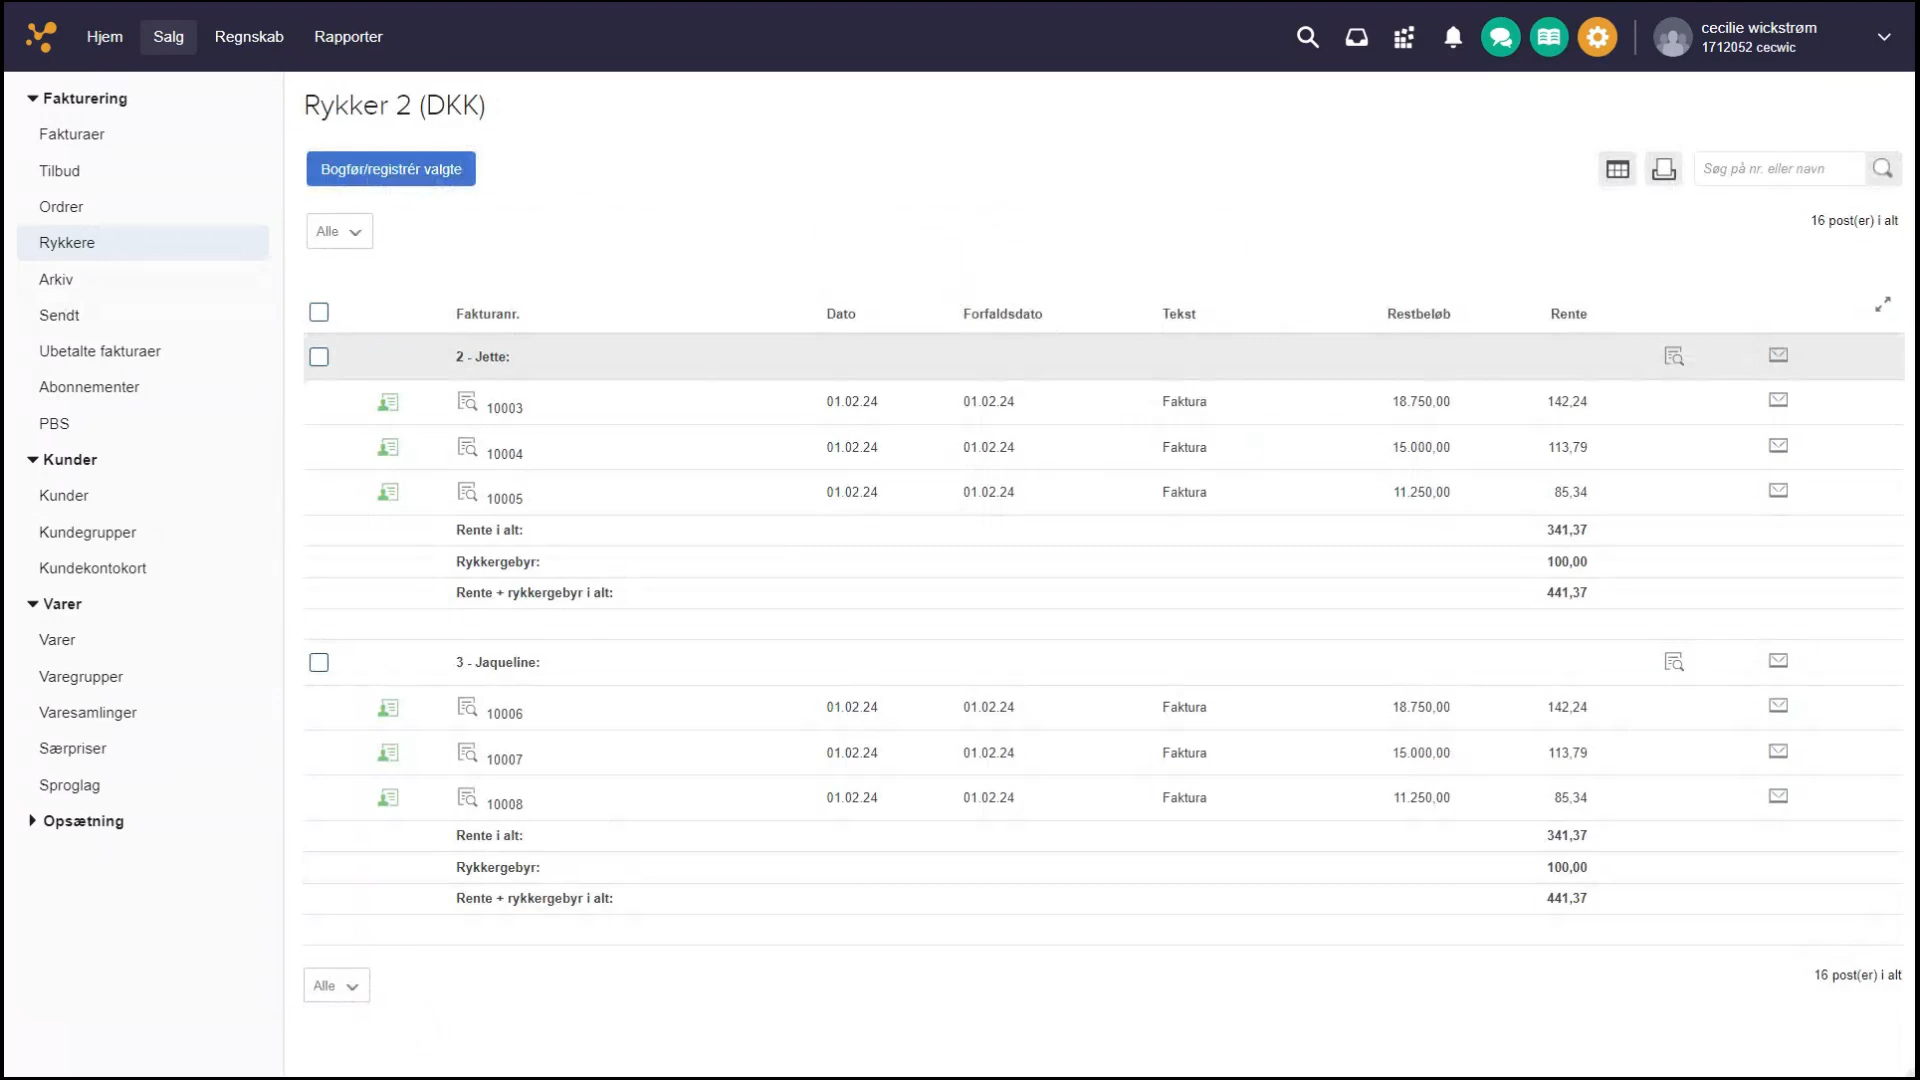 Hjem Salg Regnskab Rapporter cecilie wickstrøm
1712052 cecwic
Fakturering
Fakturaer
Tilbud
Ordrer
Rykkere
Arkiv
Sendt
Ubetalte fakturaer
Abonnementer
PBS
Kunder
Kunder
Kundegrupper
Kundekontokort
Varer
Varer
Varegrupper
Varesamlinger
Særpriser
Sproglag
Opsætning
Rykker 2 (DKK)
Bogfør/registrér valgte Søg på nr. eller navn
Alle 16 post(er) i alt
Fakturanr. Dato Forfaldsdato Tekst Restbeløb Rente
2 - Jette:
10003 01.02.24 01.02.24 Faktura 18.750,00 142,24
10004 01.02.24 01.02.24 Faktura 15.000,00 113,79
10005 01.02.24 01.02.24 Faktura 11.250,00 85,34
Rente i alt: 341,37
Rykkergebyr: 100,00
Rente + rykkergebyr i alt: 441,37
3 - Jaqueline:
10006 01.02.24 01.02.24 Faktura 18.750,00 142,24
10007 01.02.24 01.02.24 Faktura 15.000,00 113,79
10008 01.02.24 01.02.24 Faktura 11.250,00 85,34
Rente i alt: 341,37
Rykkergebyr: 100,00
Rente + rykkergebyr i alt: 441,37
Alle 16 post(er) i alt